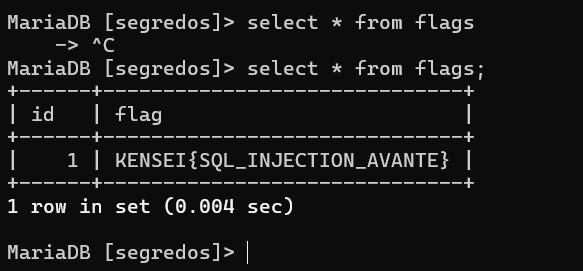 MariaDB [segredos]> select * from flags
    -> ^C
MariaDB [segredos]> select * from flags;
+------+-----------------------------+
| id   | flag                        |
+------+-----------------------------+
|    1 | KENSEI{SQL_INJECTION_AVANTE} |
+------+-----------------------------+
1 row in set (0.004 sec)
MariaDB [segredos]>